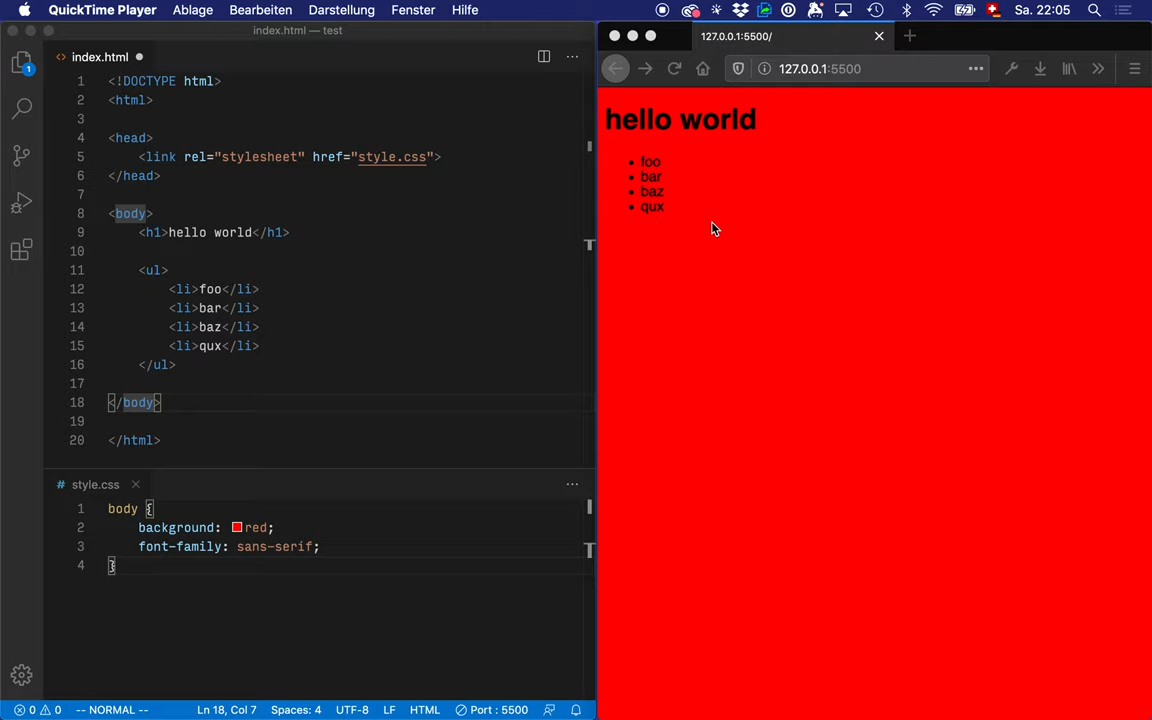 QuickTime Player Ablage Bearbeiten Darstellung Fenster Hilfe Sa. 22:05
index.html — test
index.html
1 <!DOCTYPE html>
2 <html>
3
4 <head>
5 <link rel="stylesheet" href="style.css">
6 </head>
7
8 <body>
9 <h1>hello world</h1>
10
11 <ul>
12 <li>foo</li>
13 <li>bar</li>
14 <li>baz</li>
15 <li>qux</li>
16 </ul>
17
18 </body>
19
20 </html>
# style.css
1 body {
2 background: red;
3 font-family: sans-serif;
4 }
0 0 -- NORMAL -- Ln 18, Col 7 Spaces: 4 UTF-8 LF HTML Port : 5500
1
127.0.0.1:5500/
127.0.0.1:5500
hello world
• foo
• bar
• baz
• qux